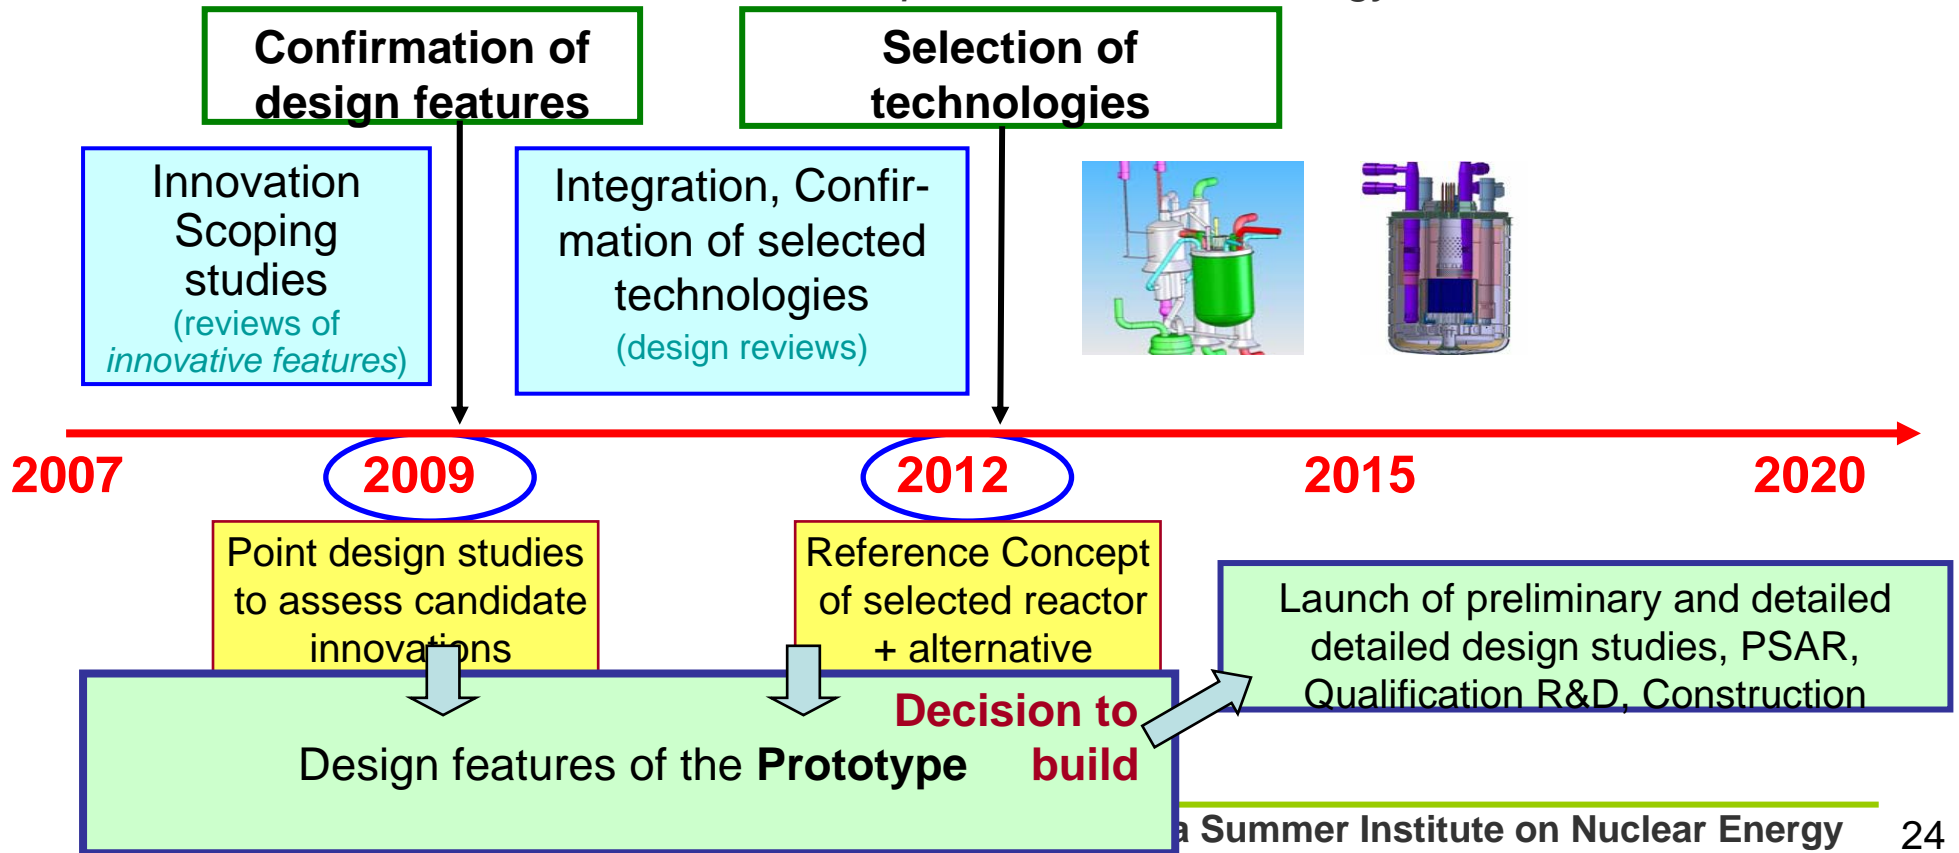 Confirmation of
design features
Selection of
technologies
Innovation
Scoping
studies
(reviews of
innovative features)
Integration, Confir-
mation of selected
technologies
(design reviews)
2007
2009
2012
2015
2020
Point design studies
to assess candidate
innovations
Reference Concept
of selected reactor
+ alternative
Launch of preliminary and detailed
detailed design studies, PSAR,
Qualification R&D, Construction
Decision to
build
Design features of the Prototype
a Summer Institute on Nuclear Energy
24